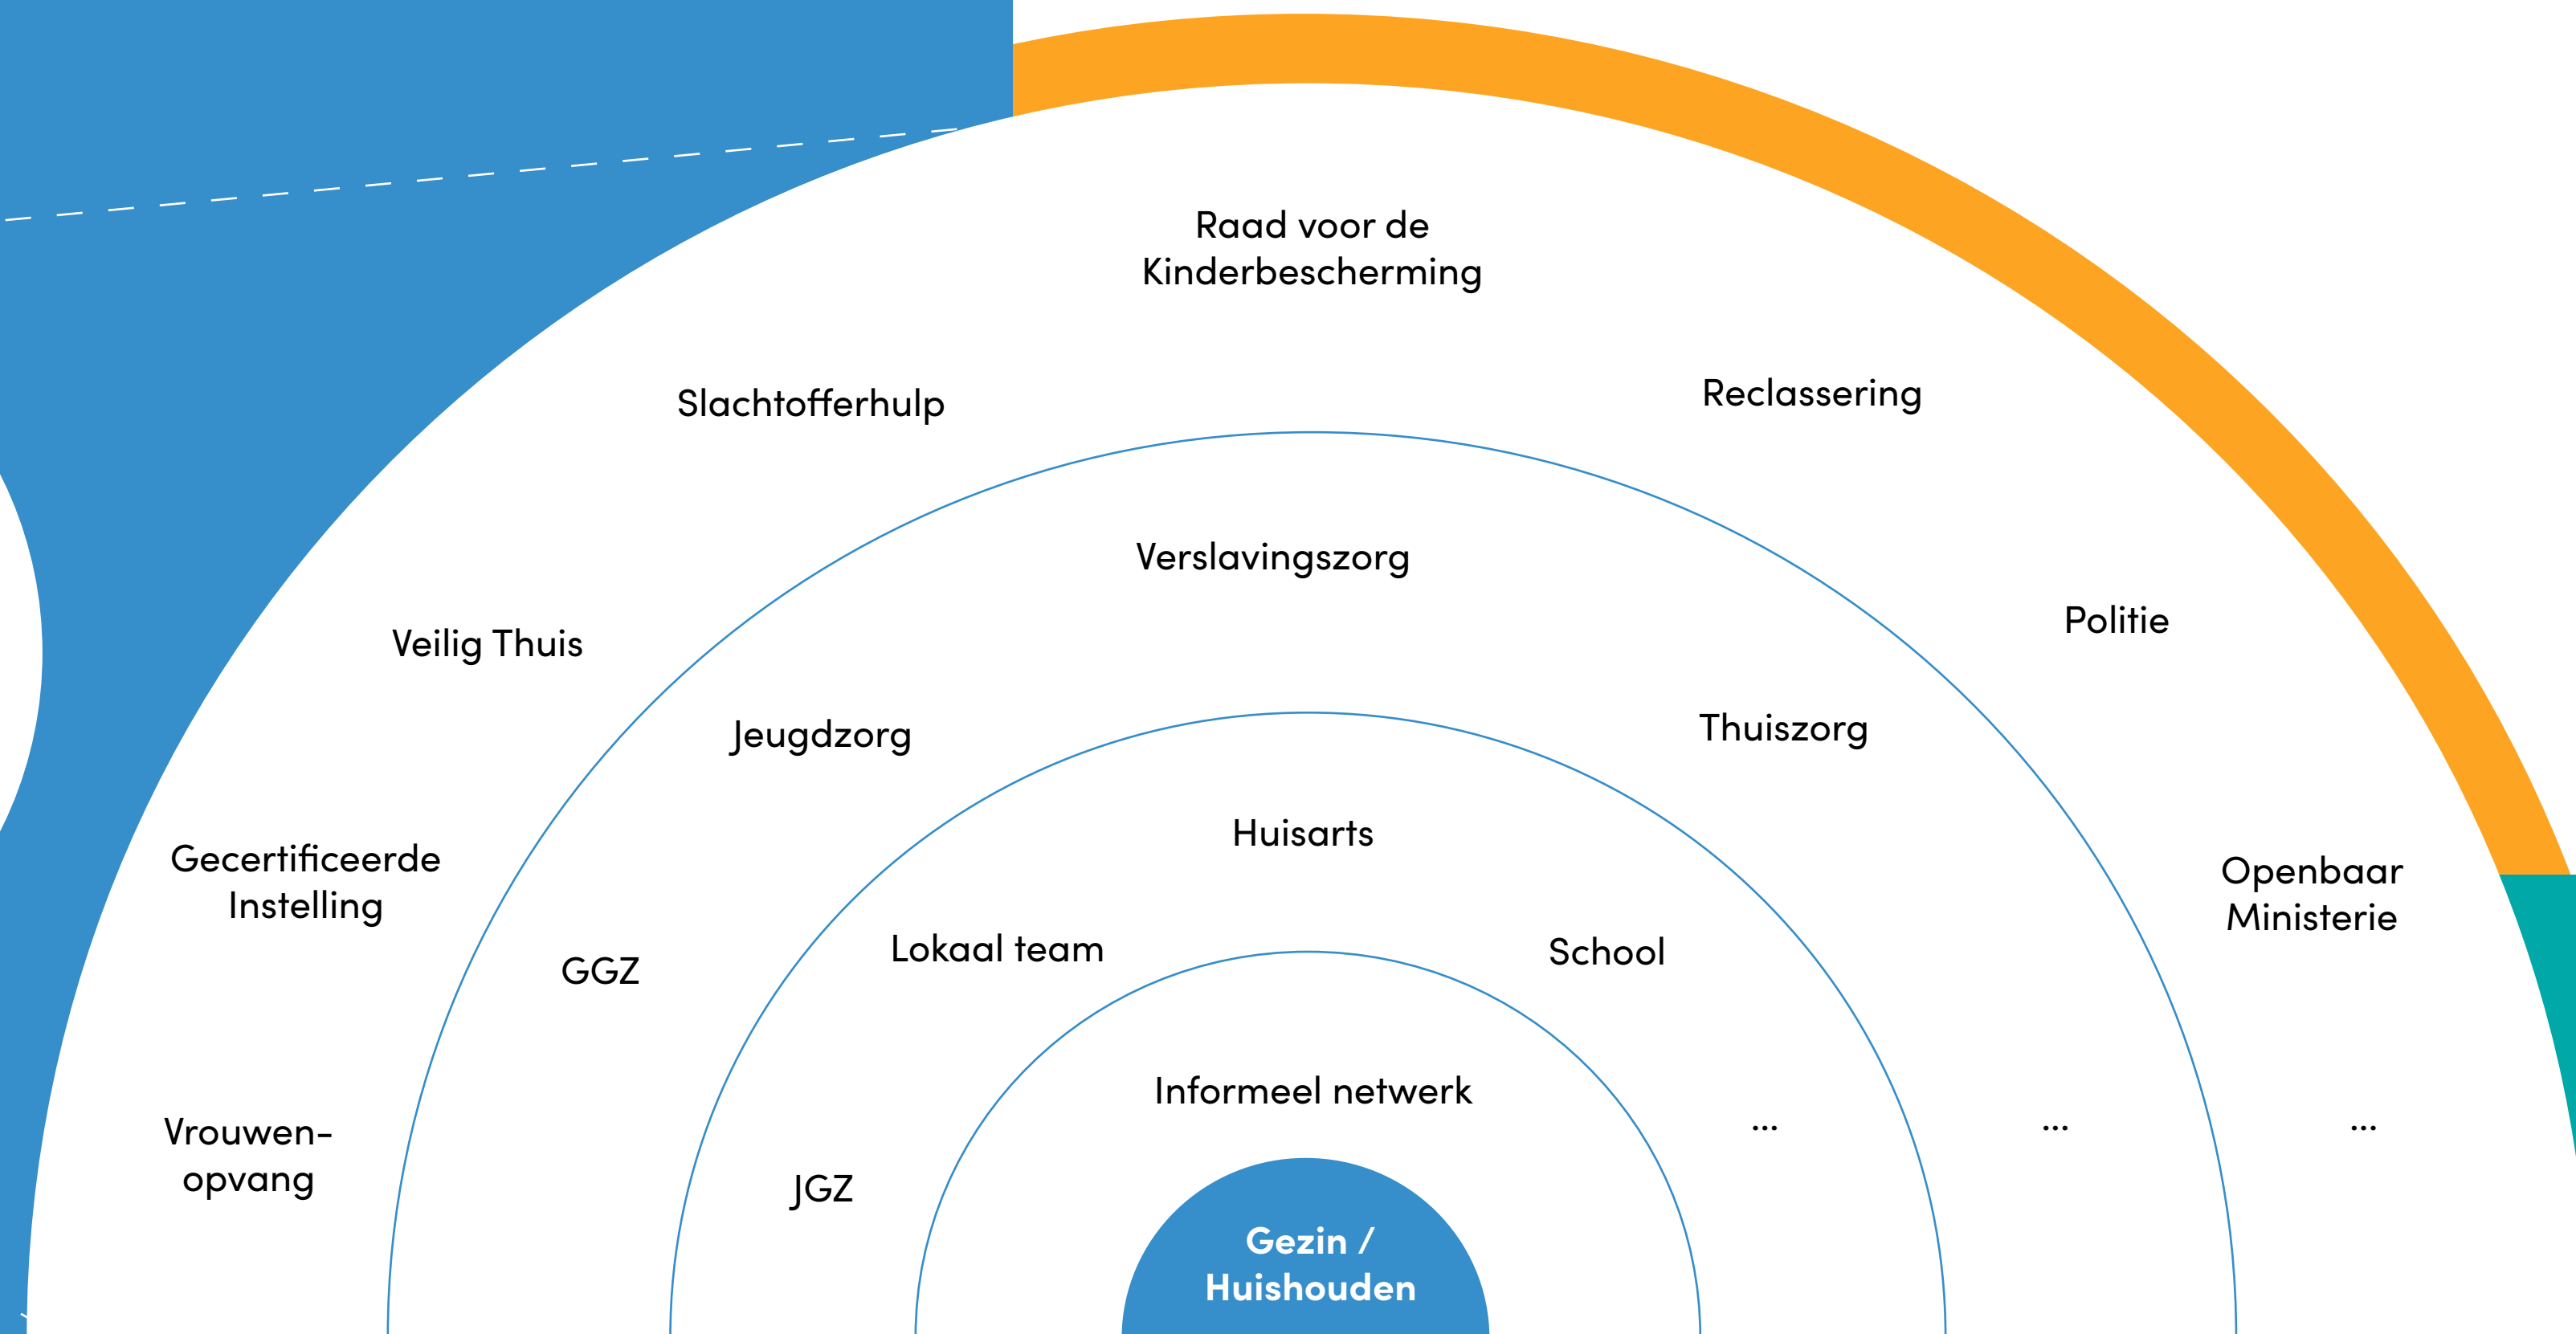 Raad voor de
Kinderbescherming
Slachtofferhulp
Reclassering
Verslavingszorg
Veilig Thuis
Politie
Jeugdzorg
Thuiszorg
Huisarts
Gecertificeerde
Instelling
Openbaar
Ministerie
Lokaal team
School
GGZ
Informeel netwerk
Vrouwen-
opvang
...
...
...
JGZ
Gezin /
Huishouden